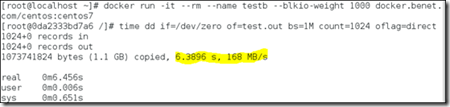 [root@localhost ~]# docker run -it --rm --name testb --blkio-weight 1000 docker.benet.
com/centos:centos7
[root@0da2333bd7a6 /]# time dd if=/dev/zero of=test.out bs=1M count=1024 oflag=direct
1024+0 records in
1024+0 records out
1073741824 bytes (1.1 GB) copied, 6.3896 s, 168 MB/s
real 0m6.456s
user 0m0.006s
sys 0m0.651s